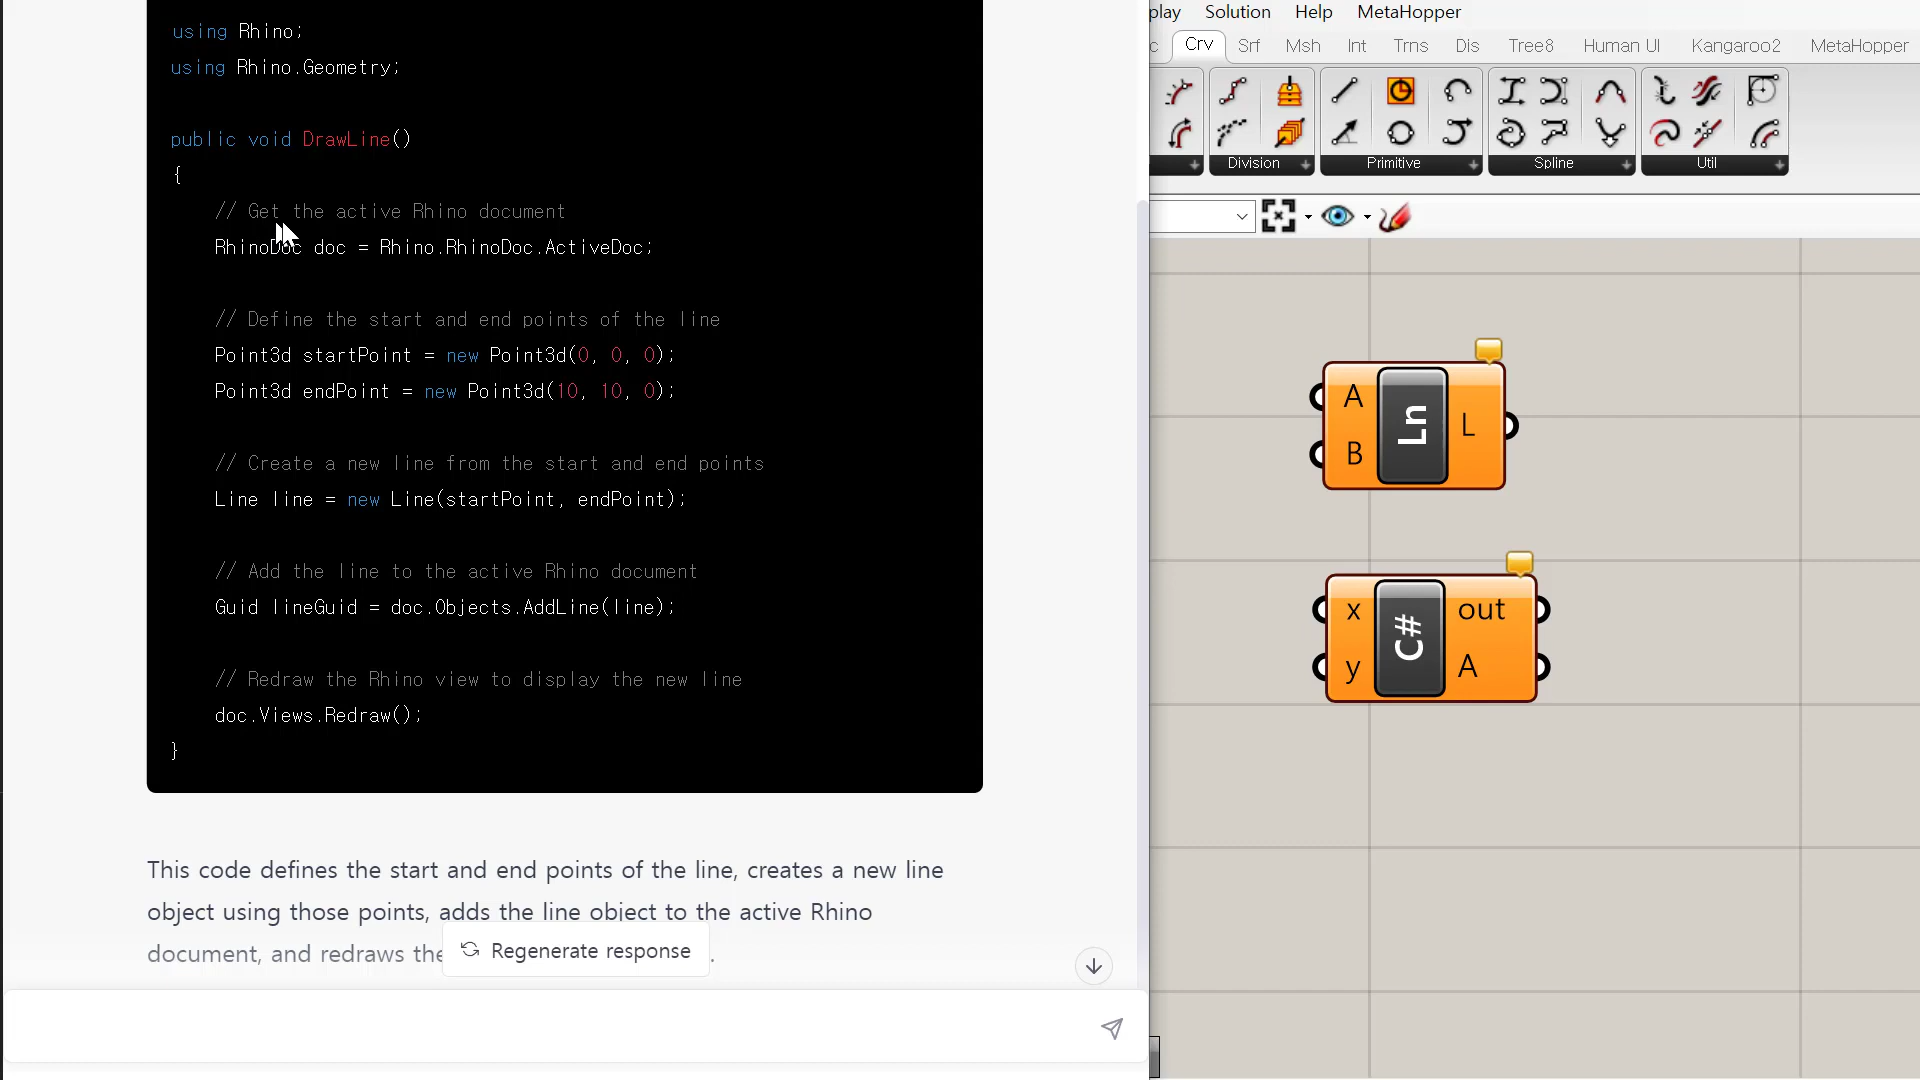 using Rhino;
using Rhino.Geometry;
public void DrawLine()
{
// Get the active Rhino document
RhinoDoc doc = Rhino.RhinoDoc.ActiveDoc;
// Define the start and end points of the line
Point3d startPoint = new Point3d(0, 0, 0);
Point3d endPoint = new Point3d(10, 10, 0);
// Create a new line from the start and end points
Line line = new Line(startPoint, endPoint);
// Add the line to the active Rhino document
Guid lineGuid = doc.Objects.AddLine(line);
// Redraw the Rhino view to display the new line
doc.Views.Redraw();
}
This code defines the start and end points of the line, creates a new line
object using those points, adds the line object to the active Rhino
document, and redraws the
.
Regenerate response
play Solution Help MetaHopper
c Crv Srf Msh Int Trns Dis Tree8 Human UI Kangaroo2 MetaHopper
Division Primitive Spline Util
A
B
Ln
L
x
y
C#
out
A